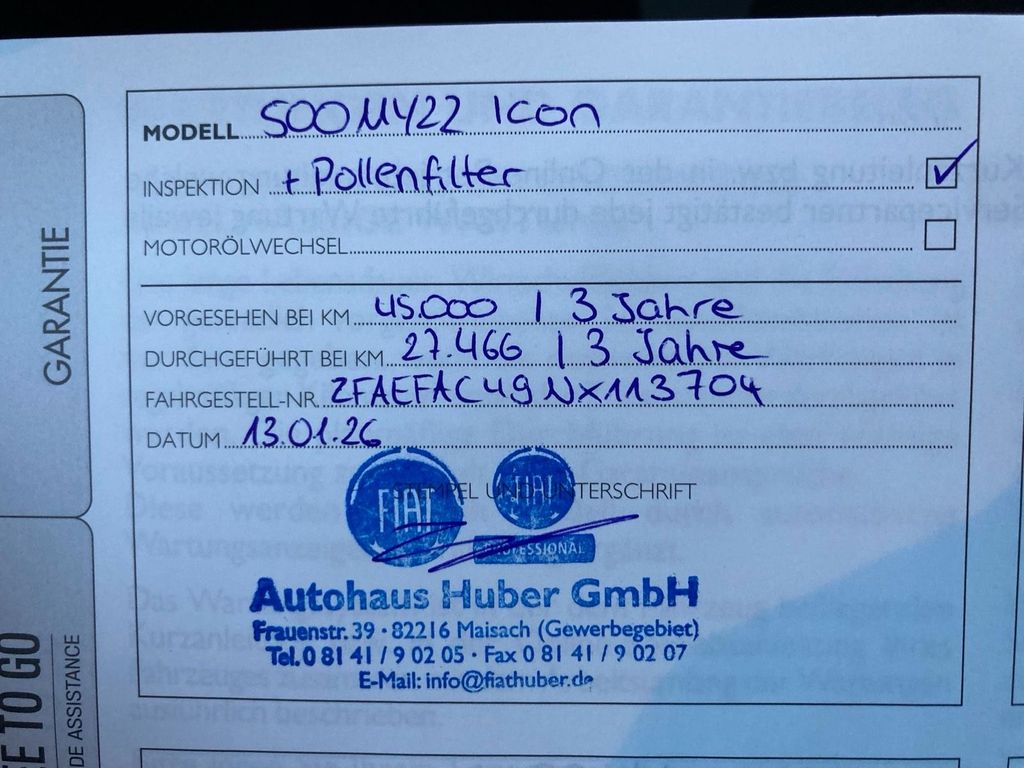 GARANTIE
MODELL 500 MY22 Icon
INSPEKTION + Pollenfilter
MOTORÖLWECHSEL
VORGESEHEN BEI KM 45.000 / 3 Jahre
DURCHGEFÜHRT BEI KM 27.466 / 3 Jahre
FAHRGESTELL-NR. ZFAEFAC49NX113704
DATUM 13.01.26
STEMPEL UND UNTERSCHRIFT
FIAT
FIAT
PROFESSIONAL
Autohaus Huber GmbH
Frauenstr. 39 · 82216 Maisach (Gewerbegebiet)
Tel. 0 81 41 / 9 02 05 · Fax 0 81 41 / 9 02 07
E-Mail: info@fiathuber.de
TO GO
ASSISTANCE